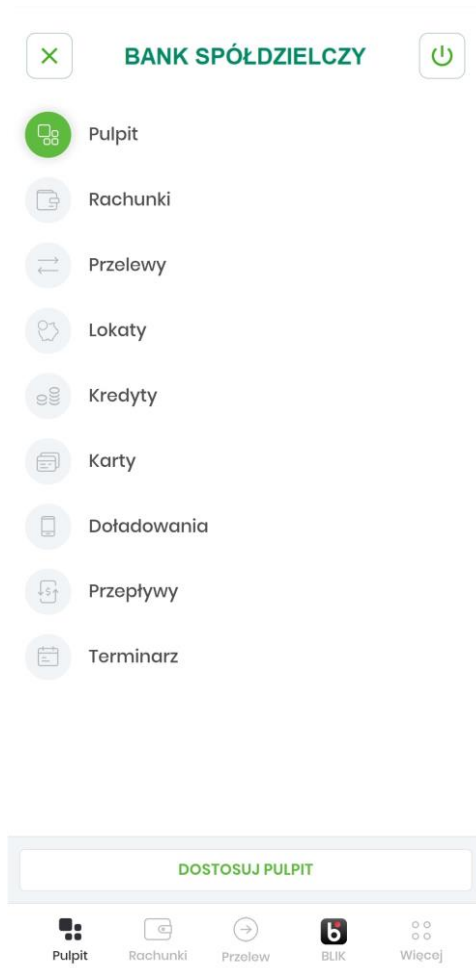 BANK SPÓŁDZIELCZY
Pulpit
Rachunki
Przelewy
Lokaty
Kredyty
Karty
Doładowania
Przepływy
Terminarz
DOSTOSUJ PULPIT
Pulpit Rachunki Przelew BLIK Więcej